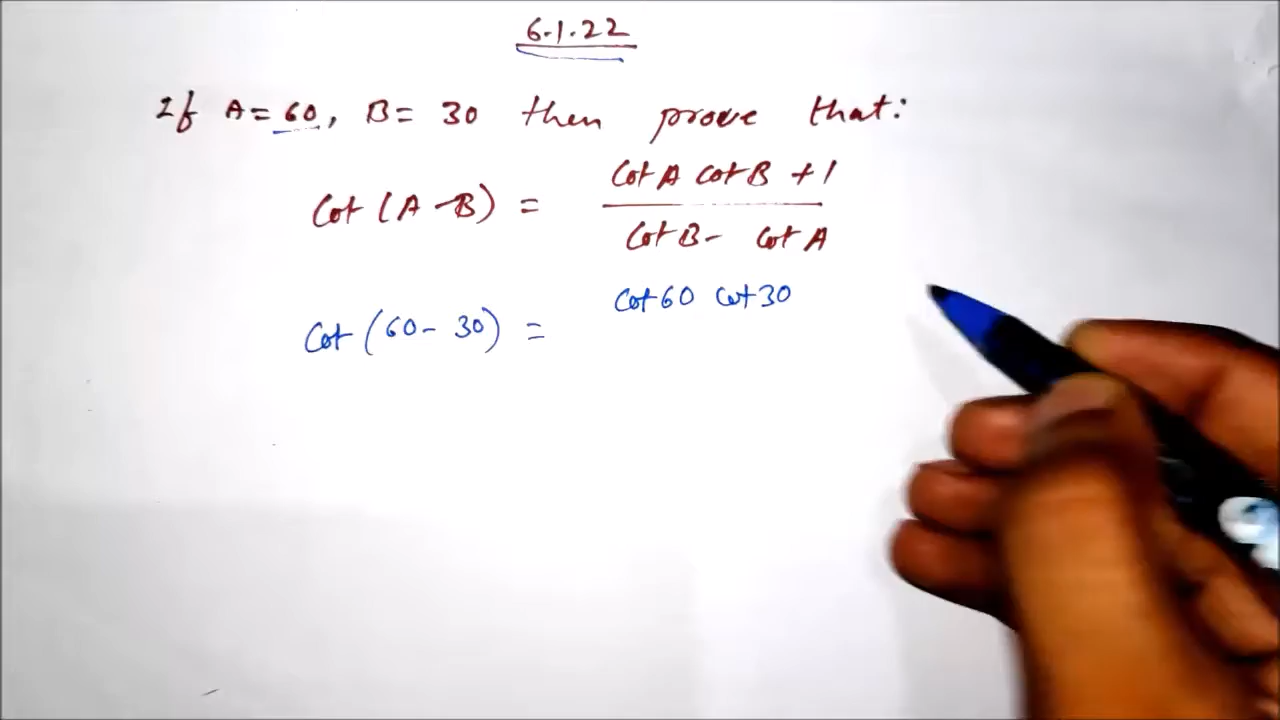 6.1.22
If A = 60, B = 30 then prove that:
Cot (A - B) = Cot A cot B + 1 / Cot B - Cot A
Cot (60 - 30) = Cot 60 Cot 30